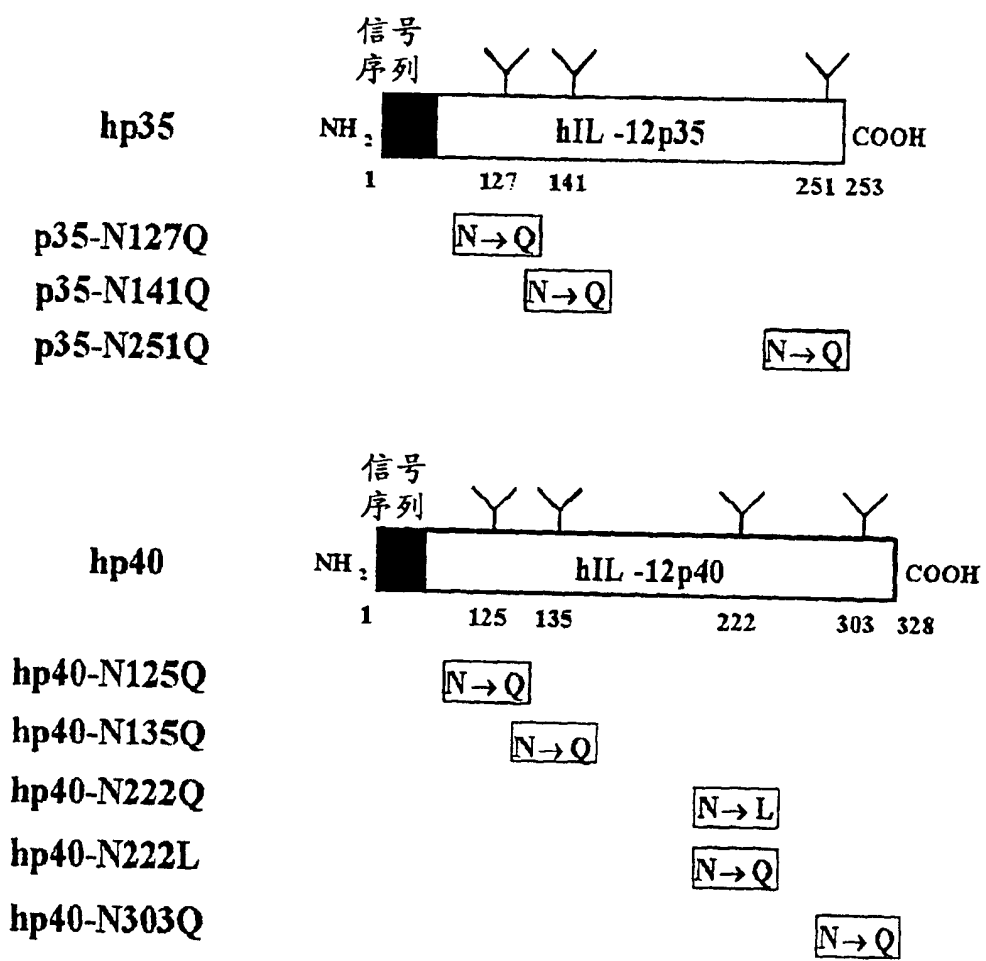 信号
序列
hp35
NH2
hIL -12p35
COOH
1 127 141 251 253
p35-N127Q N→Q
p35-N141Q N→Q
p35-N251Q N→Q
信号
序列
hp40
NH2
hIL -12p40
COOH
1 125 135 222 303 328
hp40-N125Q N→Q
hp40-N135Q N→Q
hp40-N222Q N→L
hp40-N222L N→Q
hp40-N303Q N→Q